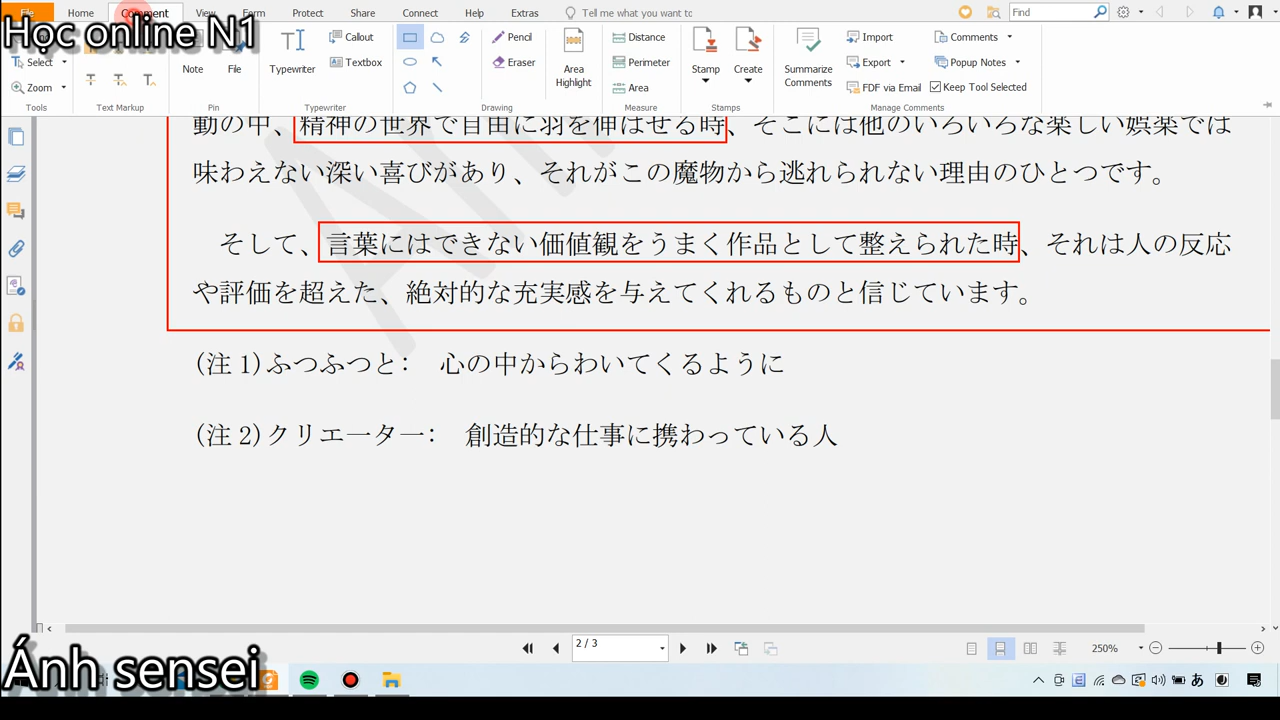 File Home Comment View Form Protect Share Connect Help Extras Tell me what you want tc Find
Học online N1
Select
Zoom
Tools
Text Markup
Note
File
Pin
Typewriter
Callout
Textbox
Typewriter
Pencil
Eraser
Drawing
Area Highlight
Distance
Perimeter
Area
Measure
Stamp
Create
Stamps
Summarize Comments
Import
Export
FDF via Email
Comments
Popup Notes
Keep Tool Selected
Manage Comments
動の中、精神の世界で自由に羽を伸ばせる時、そこには他のいろいろな楽しい娯楽では
味わえない深い喜びがあり、それがこの魔物から逃れられない理由のひとつです。
そして、言葉にはできない価値観をうまく作品として整えられた時、それは人の反応
や評価を超えた、絶対的な充実感を与えてくれるものと信じています。
(注 1)ふつふつと: 心の中からわいてくるように
(注 2)クリエーター: 創造的な仕事に携わっている人
2 / 3
250%
Ánh sensei
あ